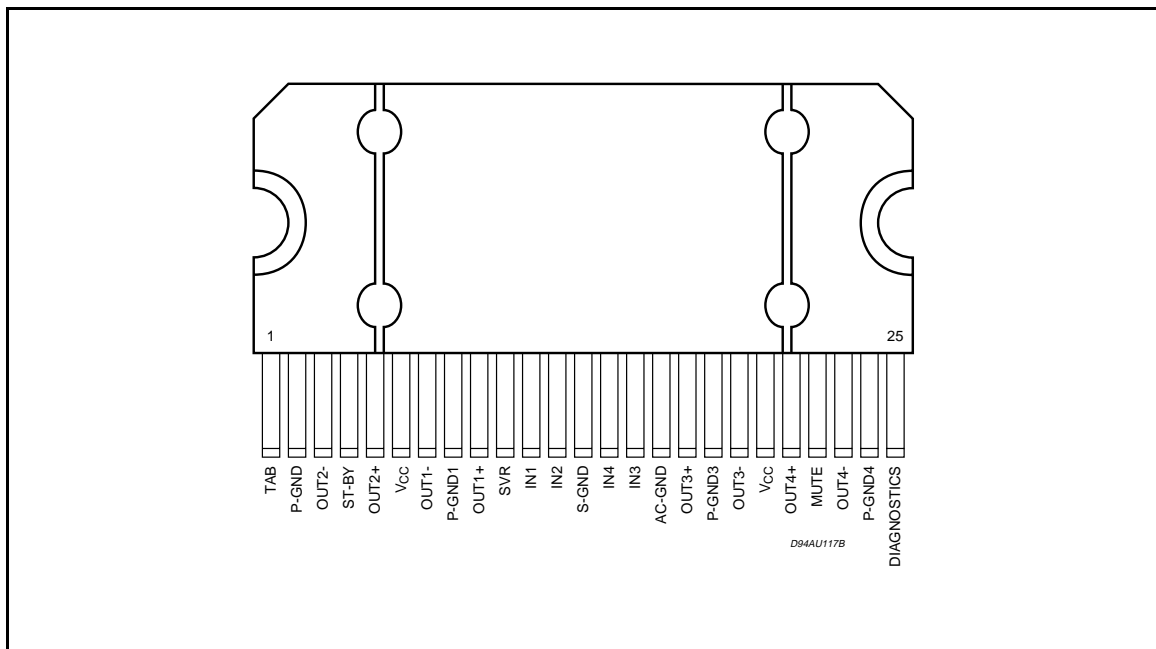 1
25
TAB
P-GND
OUT2-
ST-BY
OUT2+
VCC
OUT1-
P-GND1
OUT1+
SVR
IN1
IN2
S-GND
IN4
IN3
AC-GND
OUT3+
P-GND3
OUT3-
VCC
OUT4+
MUTE
OUT4-
P-GND4
DIAGNOSTICS
D94AU117B